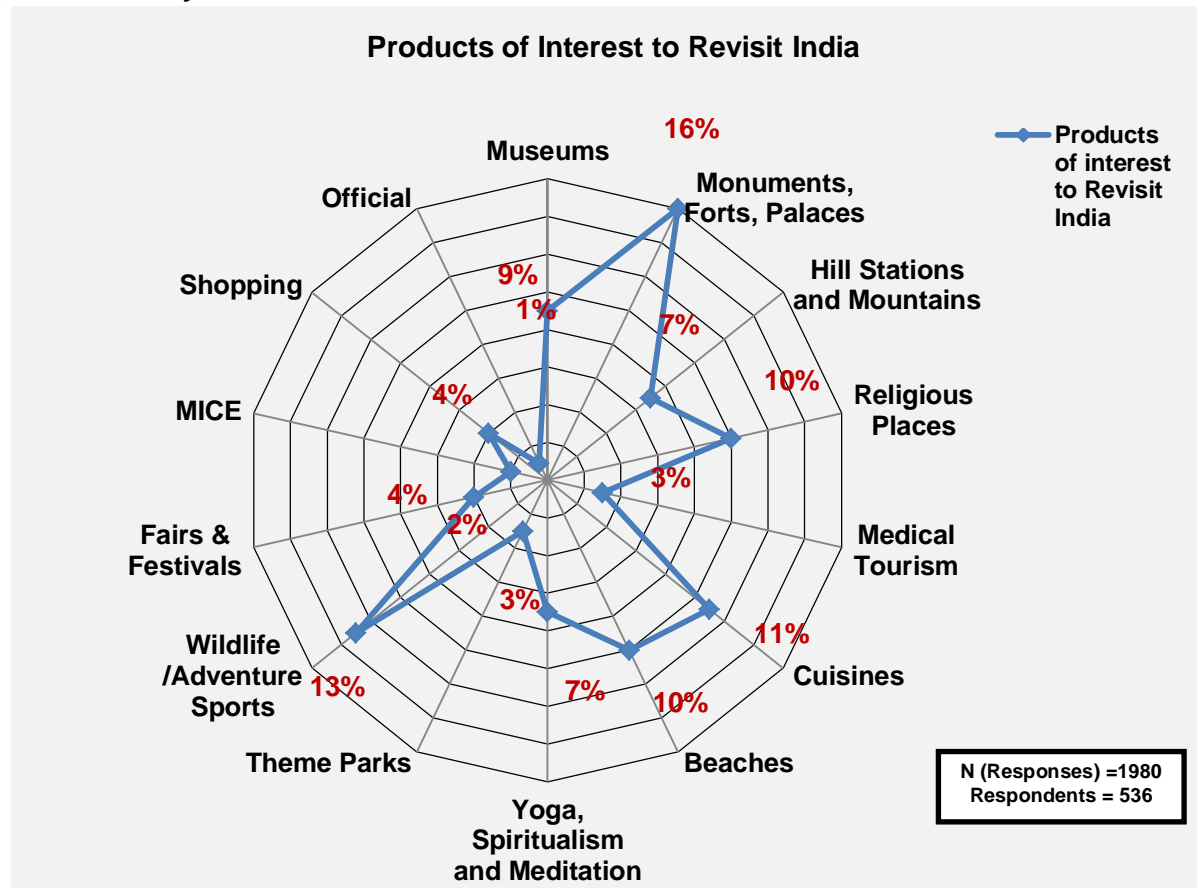 Products of Interest to Revisit India
16%
Museums
Products
of interest
to Revisit
India
Monuments,
Forts, Palaces
Official
Hill Stations
and Mountains
9%
Shopping
1%
7%
10%
4%
Religious
Places
MICE
3%
4%
2%
Medical
Tourism
Fairs &
Festivals
3%
11%
Wildlife
/Adventure
Sports
Cuisines
13%
7%
10%
Theme Parks
Beaches
Yoga,
Spiritualism
and Meditation
N (Responses) =1980
Respondents = 536